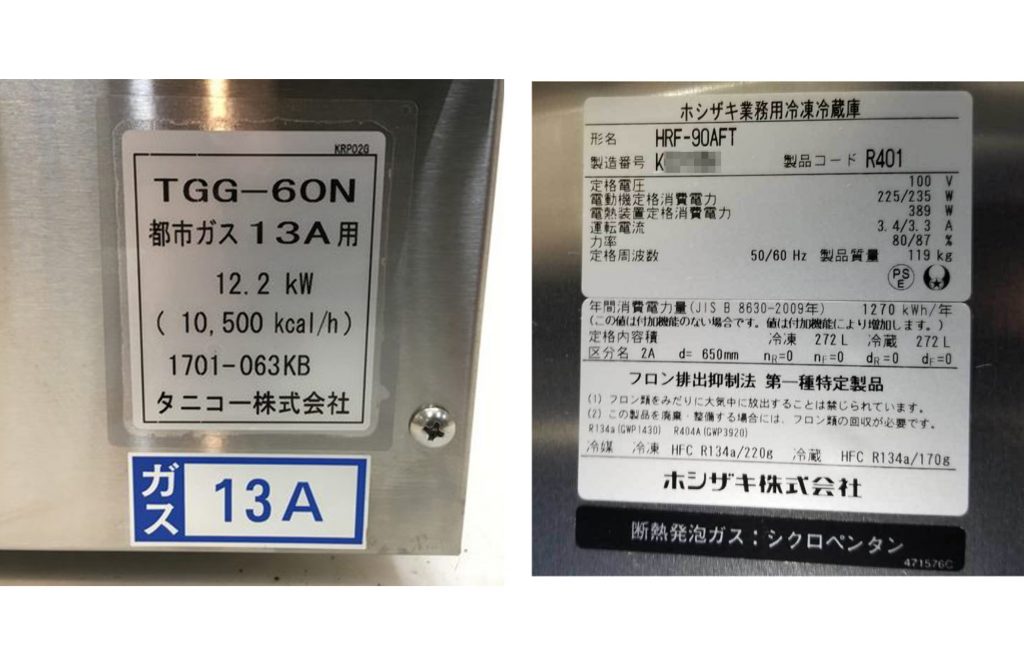 KRP02G
TGG-60N
都市ガス 13A用
12.2 kW
( 10,500 kcal/h)
1701-063KB
タニコー株式会社
ガス 13A
ホシザキ業務用冷凍冷蔵庫
形名 HRF-90AFT
製造番号 K 製品コード R401
定格電圧 100 V
電動機定格消費電力 225/235 W
電熱装置定格消費電力 389 W
運転電流 3.4/3.3 A
力率 80/87 %
定格周波数 50/60 Hz 製品質量 119 kg
PSE
年間消費電力量(JIS B 8630-2009年) 1270 kWh/年
(この値は付加機能のない場合です。値は付加機能により増加します。)
定格内容積 冷凍 272 L 冷蔵 272 L
区分名 2A d= 650mm nR=0 nF=0 dR=0 dF=0
フロン排出抑制法 第一種特定製品
(1) フロン類をみだりに大気中に放出することは禁じられています。
(2) この製品を廃棄・整備する場合には、フロン類の回収が必要です。
R134a(GWP1430) R404A(GWP3920)
冷媒 冷凍 HFC R134a/220g 冷蔵 HFC R134a/170g
ホシザキ株式会社
断熱発泡ガス：シクロペンタン
471576C